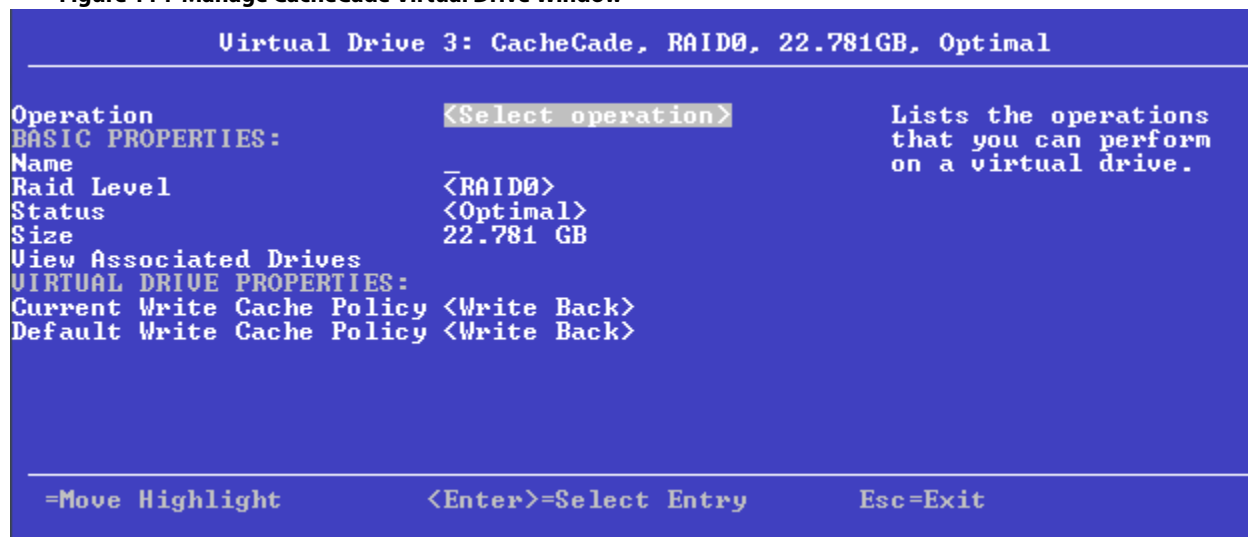 Virtual Drive 3: CacheCade, RAID0, 22.781GB, Optimal
Operation <Select operation> Lists the operations
BASIC PROPERTIES: that you can perform
Name _ on a virtual drive.
Raid Level <RAID0>
Status <Optimal>
Size 22.781 GB
View Associated Drives
VIRTUAL DRIVE PROPERTIES:
Current Write Cache Policy <Write Back>
Default Write Cache Policy <Write Back>
=Move Highlight <Enter>=Select Entry Esc=Exit